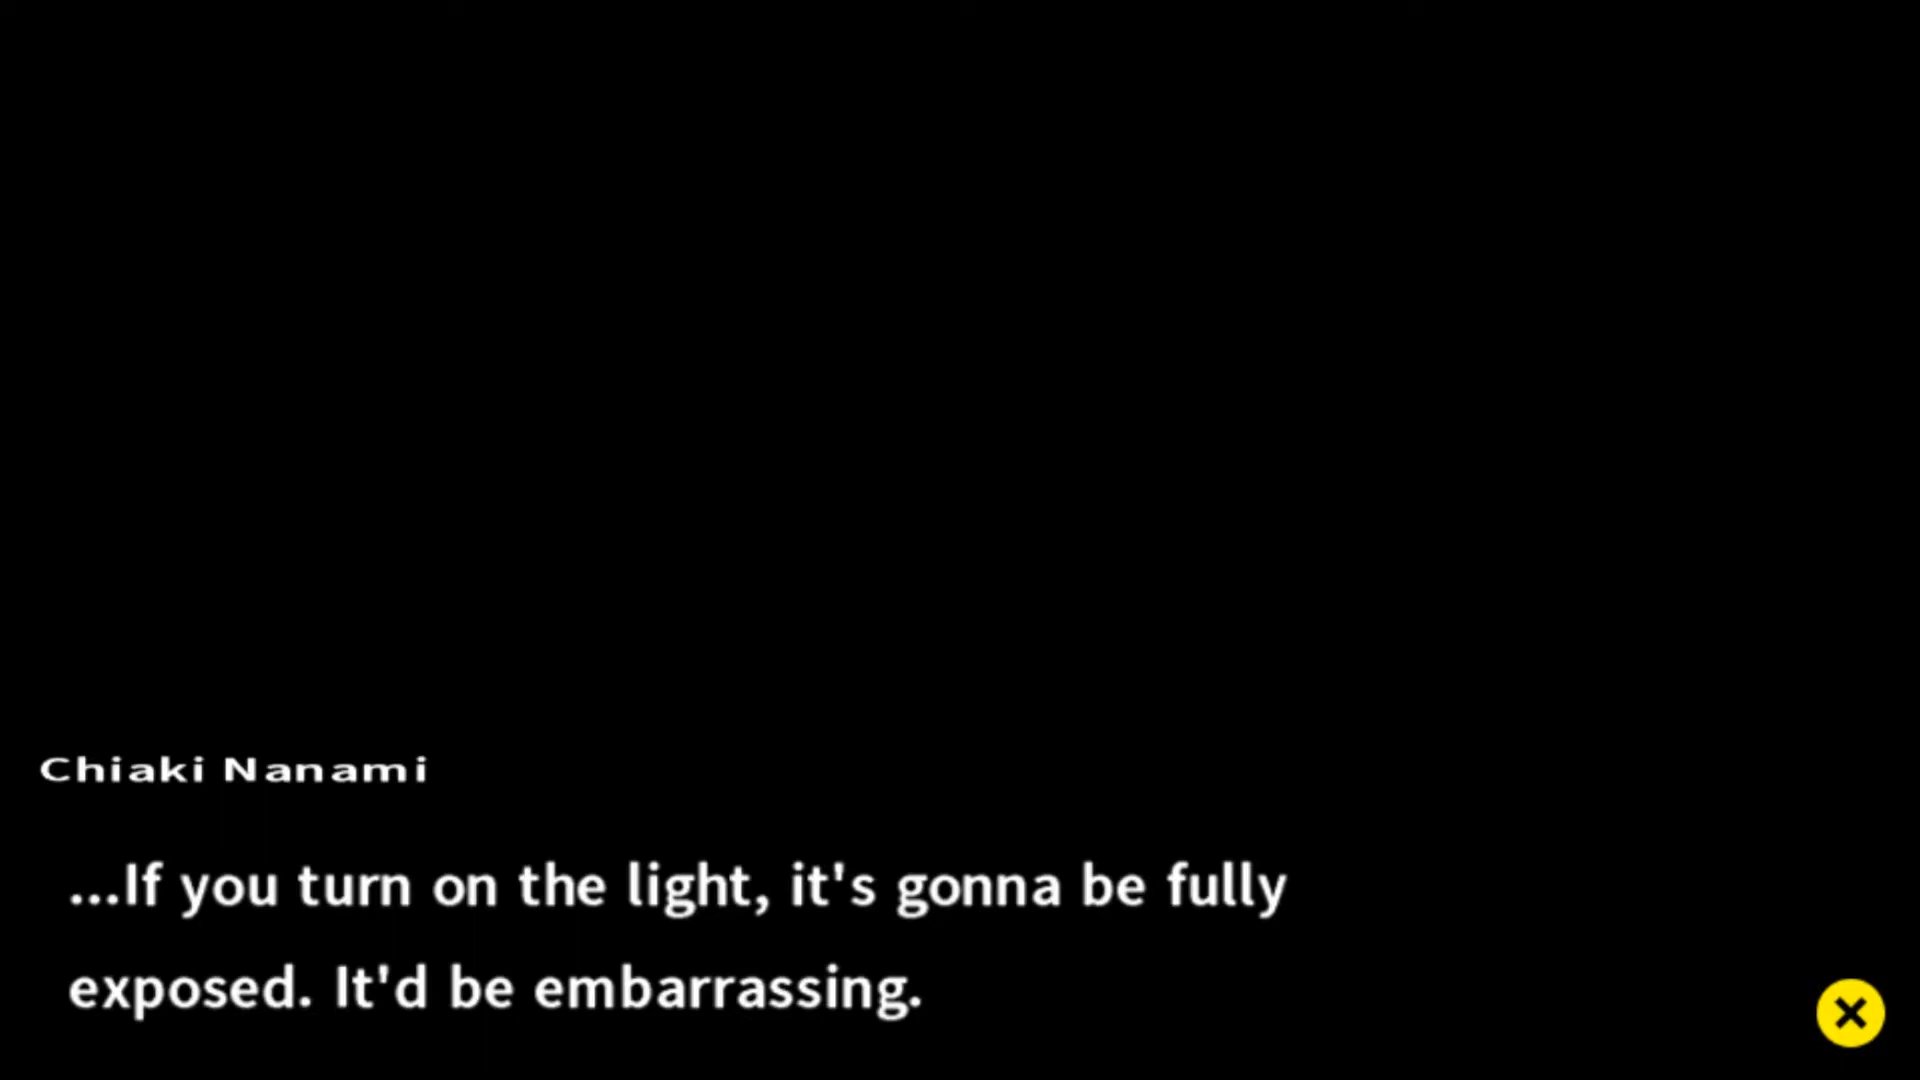 Chiaki Nanami
...If you turn on the light, it's gonna be fully
exposed. It'd be embarrassing.